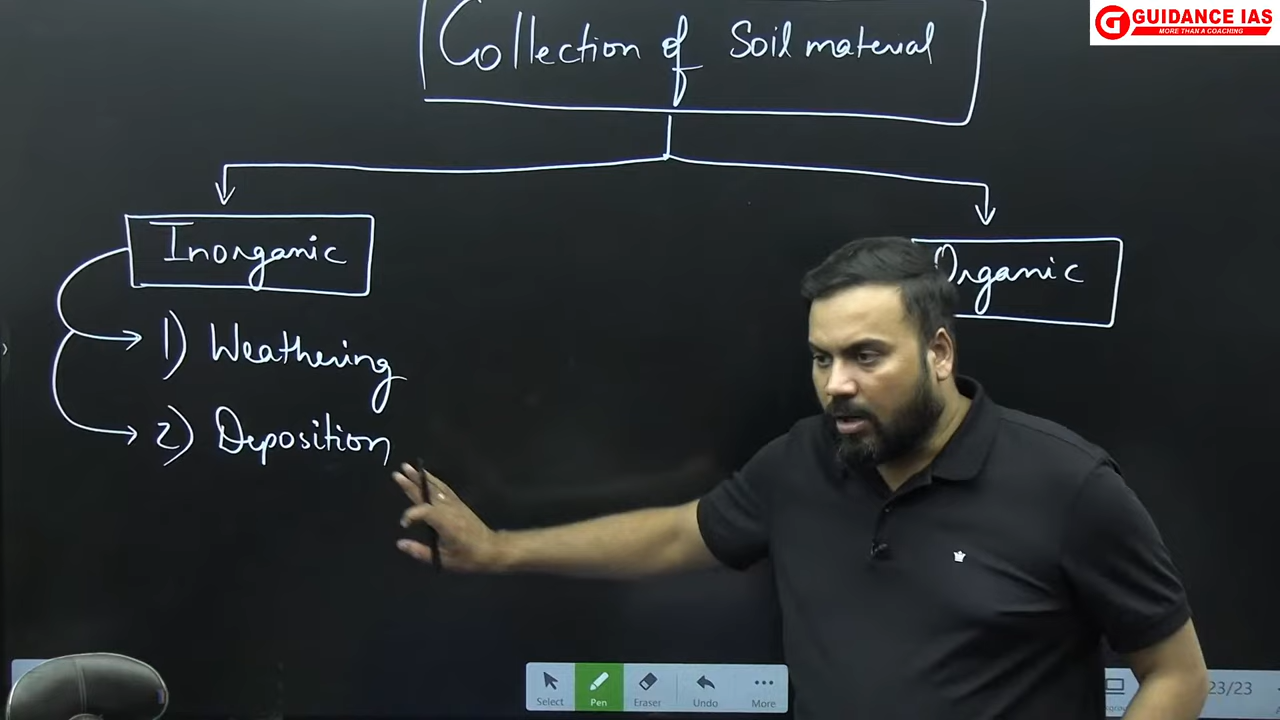 GUIDANCE IAS
MORE THAN A COACHING
Collection of Soil material
Inorganic
Organic
1) Weathering
2) Deposition
Select
Pen
Eraser
Undo
More
23/23